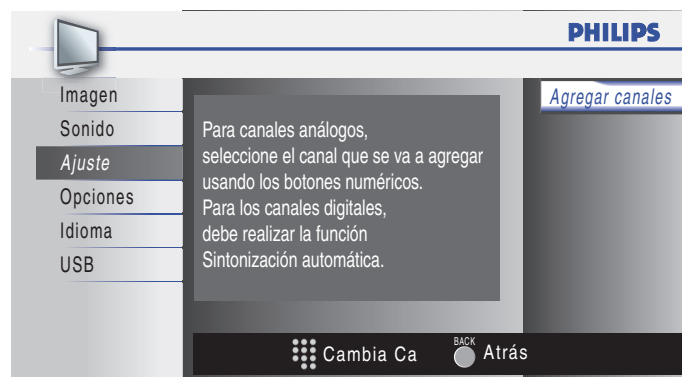 PHILIPS
Imagen
Sonido
Ajuste
Opciones
Idioma
USB
Para canales análogos,
seleccione el canal que se va a agregar
usando los botones numéricos.
Para los canales digitales,
debe realizar la función
Sintonización automática.
Agregar canales
Cambia Ca BACK Atrás